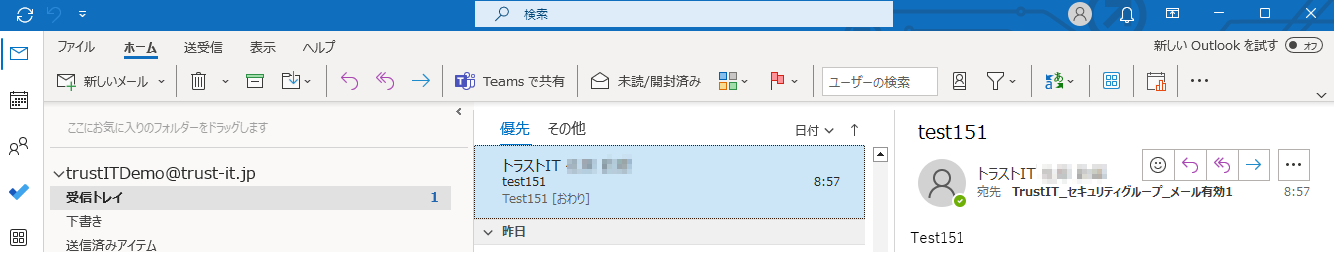 検索
ファイル ホーム 送受信 表示 ヘルプ 新しい Outlook を試す オフ
新しいメール Teams で共有 未読/開封済み ユーザーの検索
ここにお気に入りのフォルダーをドラッグします
優先 その他 日付
test151
trustITDemo@trust-it.jp
受信トレイ 1
下書き
送信済みアイテム
トラストIT
test151 8:57
Test151 [おわり]
昨日
トラストIT
宛先 TrustIT_セキュリティグループ_メール有効1 8:57
Test151